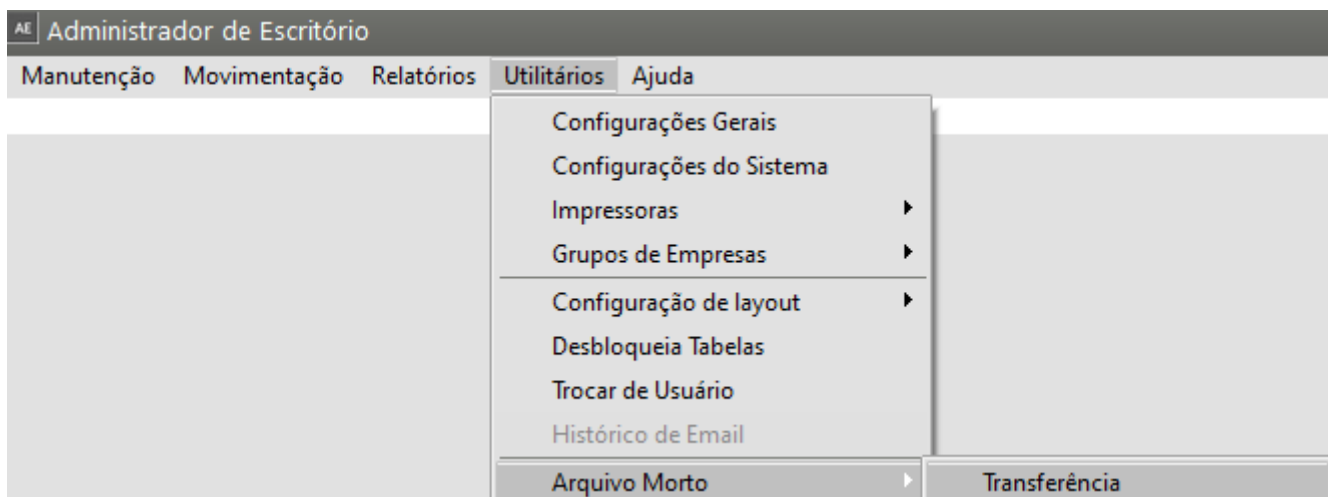 AE Administrador de Escritório
Manutenção Movimentação Relatórios Utilitários Ajuda
Configurações Gerais
Configurações do Sistema
Impressoras
Grupos de Empresas
Configuração de layout
Desbloqueia Tabelas
Trocar de Usuário
Histórico de Email
Arquivo Morto Transferência